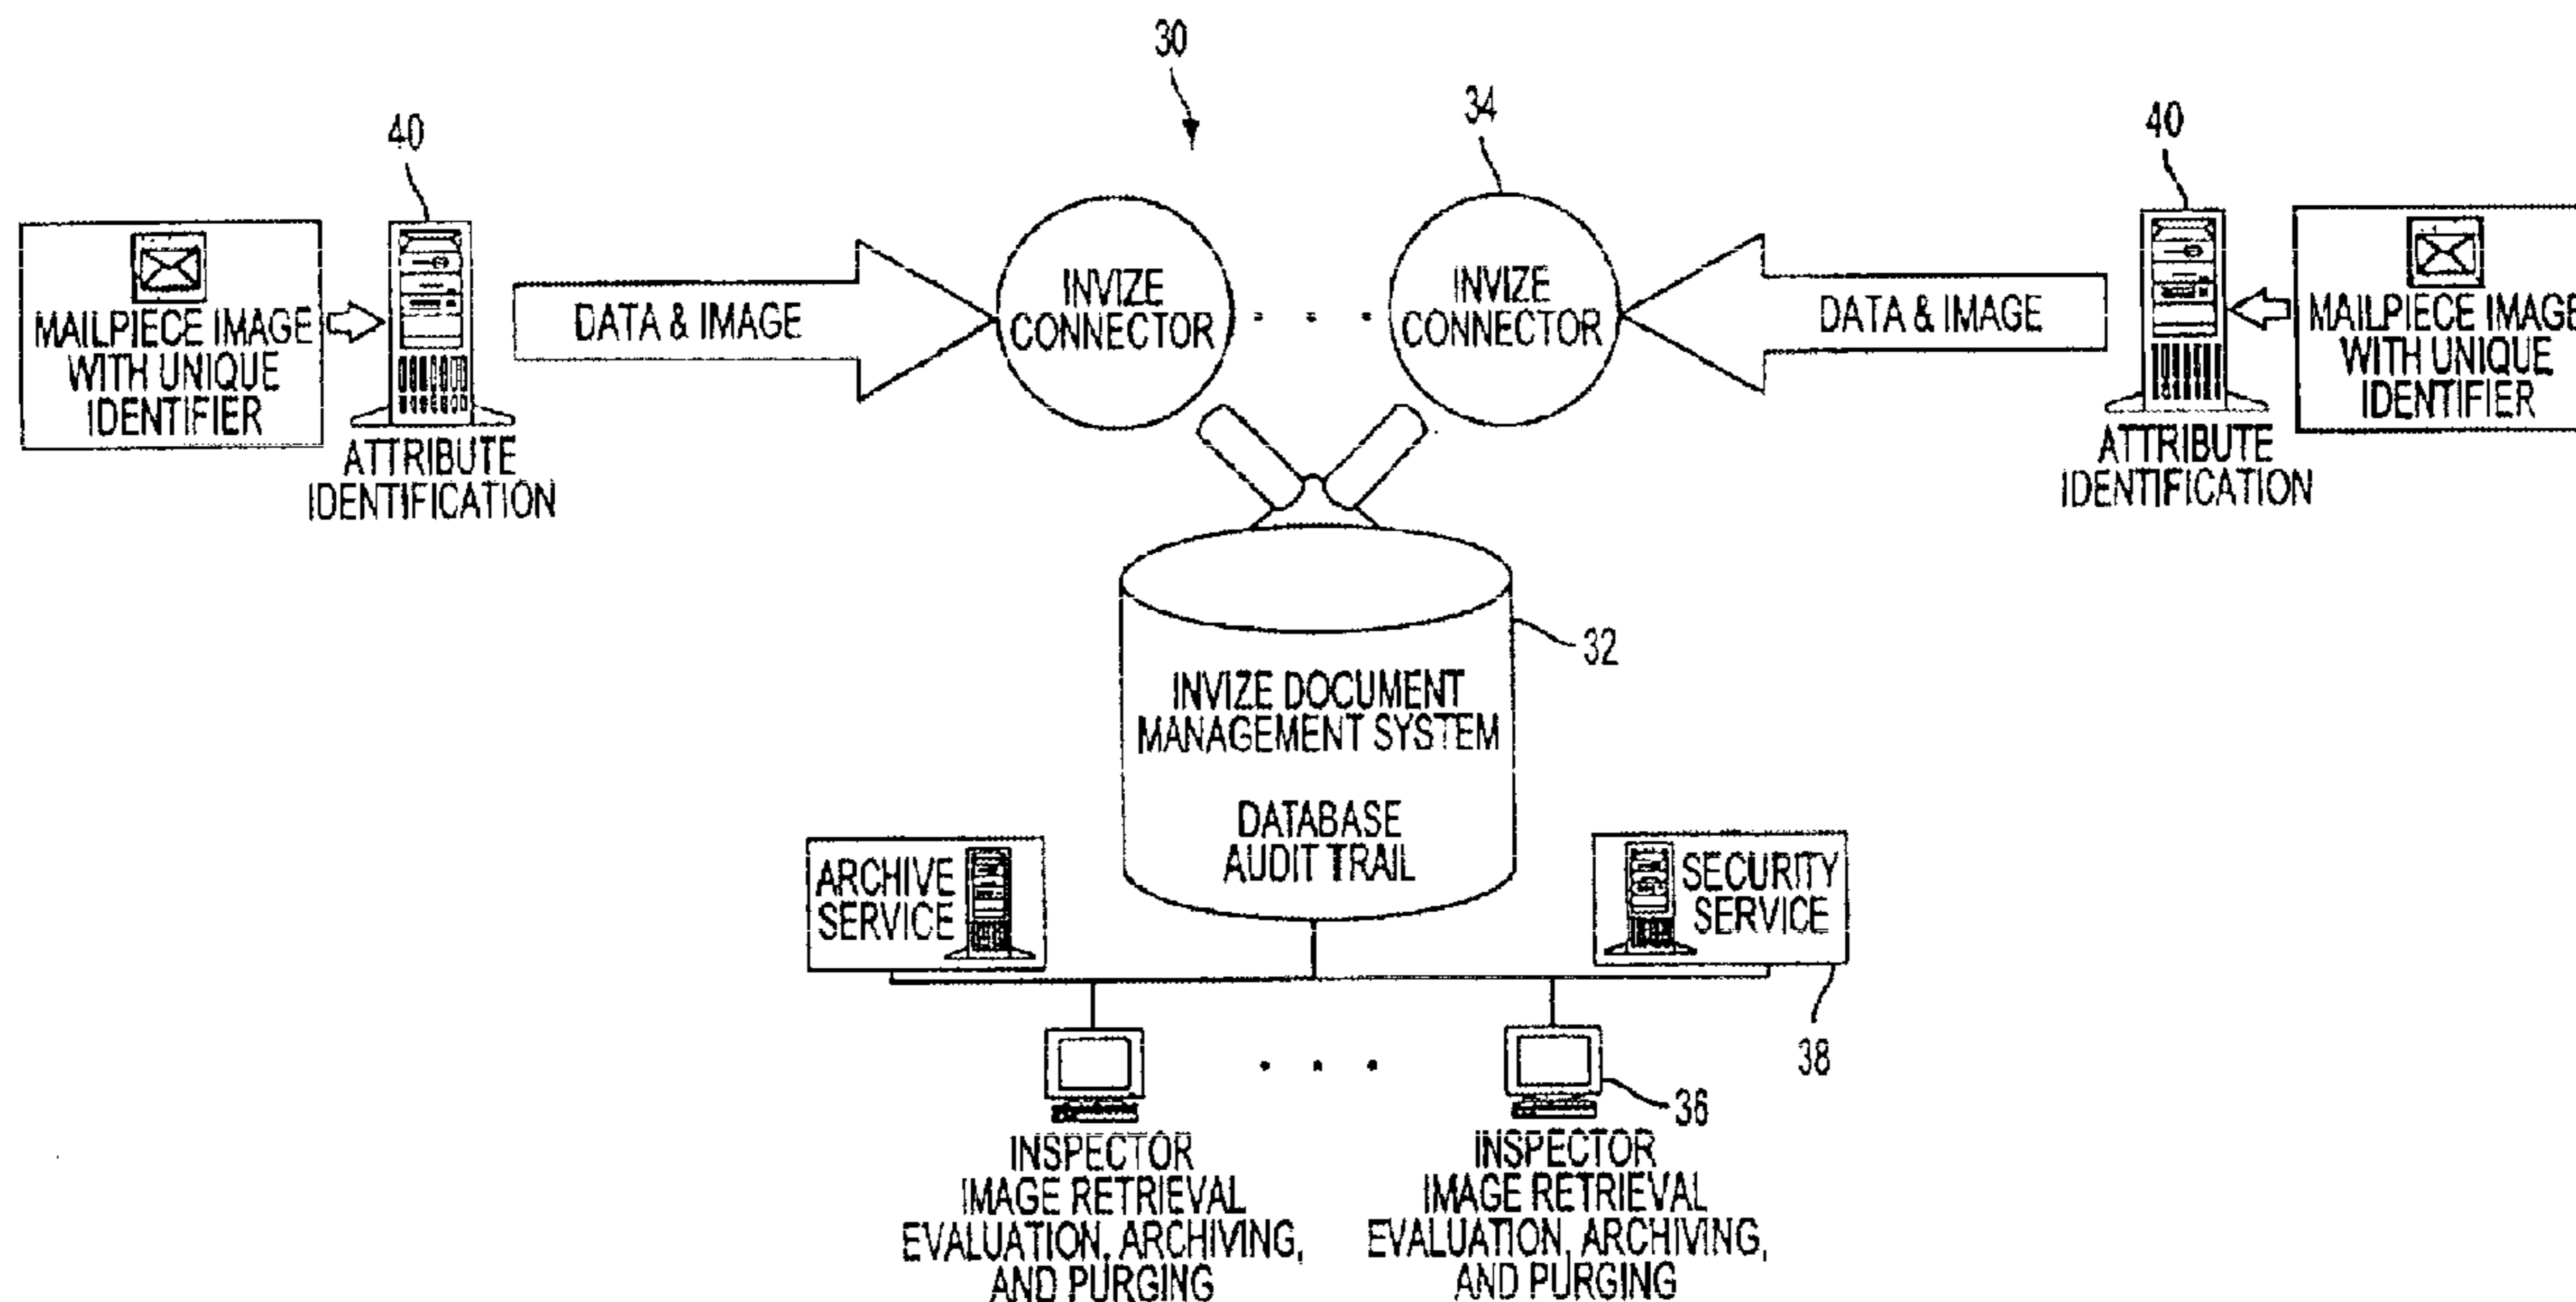 30
34
40
40
MAILPIECE IMAGE
WITH UNIQUE
IDENTIFIER
ATTRIBUTE
IDENTIFICATION
DATA & IMAGE
INVIZE
CONNECTOR
INVIZE
CONNECTOR
DATA & IMAGE
ATTRIBUTE
IDENTIFICATION
MAILPIECE IMAGE
WITH UNIQUE
IDENTIFIER
32
INVIZE DOCUMENT
MANAGEMENT SYSTEM
DATABASE
AUDIT TRAIL
ARCHIVE
SERVICE
SECURITY
SERVICE
38
36
INSPECTOR
IMAGE RETRIEVAL
EVALUATION, ARCHIVING,
AND PURGING
INSPECTOR
IMAGE RETRIEVAL
EVALUATION, ARCHIVING,
AND PURGING